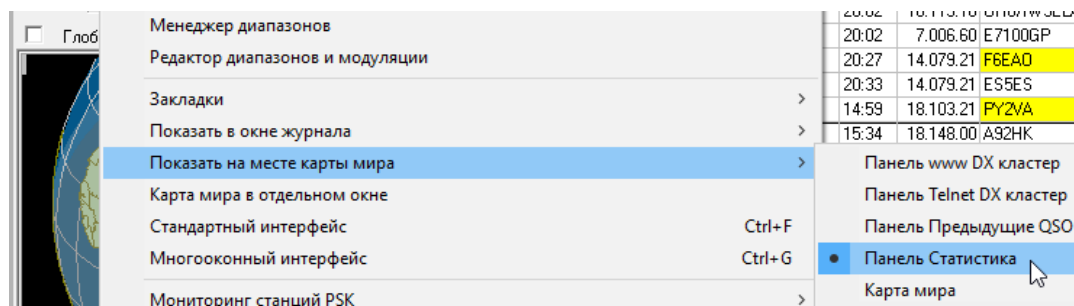 Глоб
Менеджер диапазонов
Редактор диапазонов и модуляции
Закладки
Показать в окне журнала
Показать на месте карты мира
Карта мира в отдельном окне
Стандартный интерфейс Ctrl+F
Многооконный интерфейс Ctrl+G
Мониторинг станций PSK
20:02 7.006.60 E7100GP
20:27 14.079.21 F6EAO
20:33 14.079.21 ES5ES
14:59 18.103.21 PY2VA
15:34 18.148.00 A92HK
Панель www DX кластер
Панель Telnet DX кластер
Панель Предыдущие QSO
Панель Статистика
Карта мира